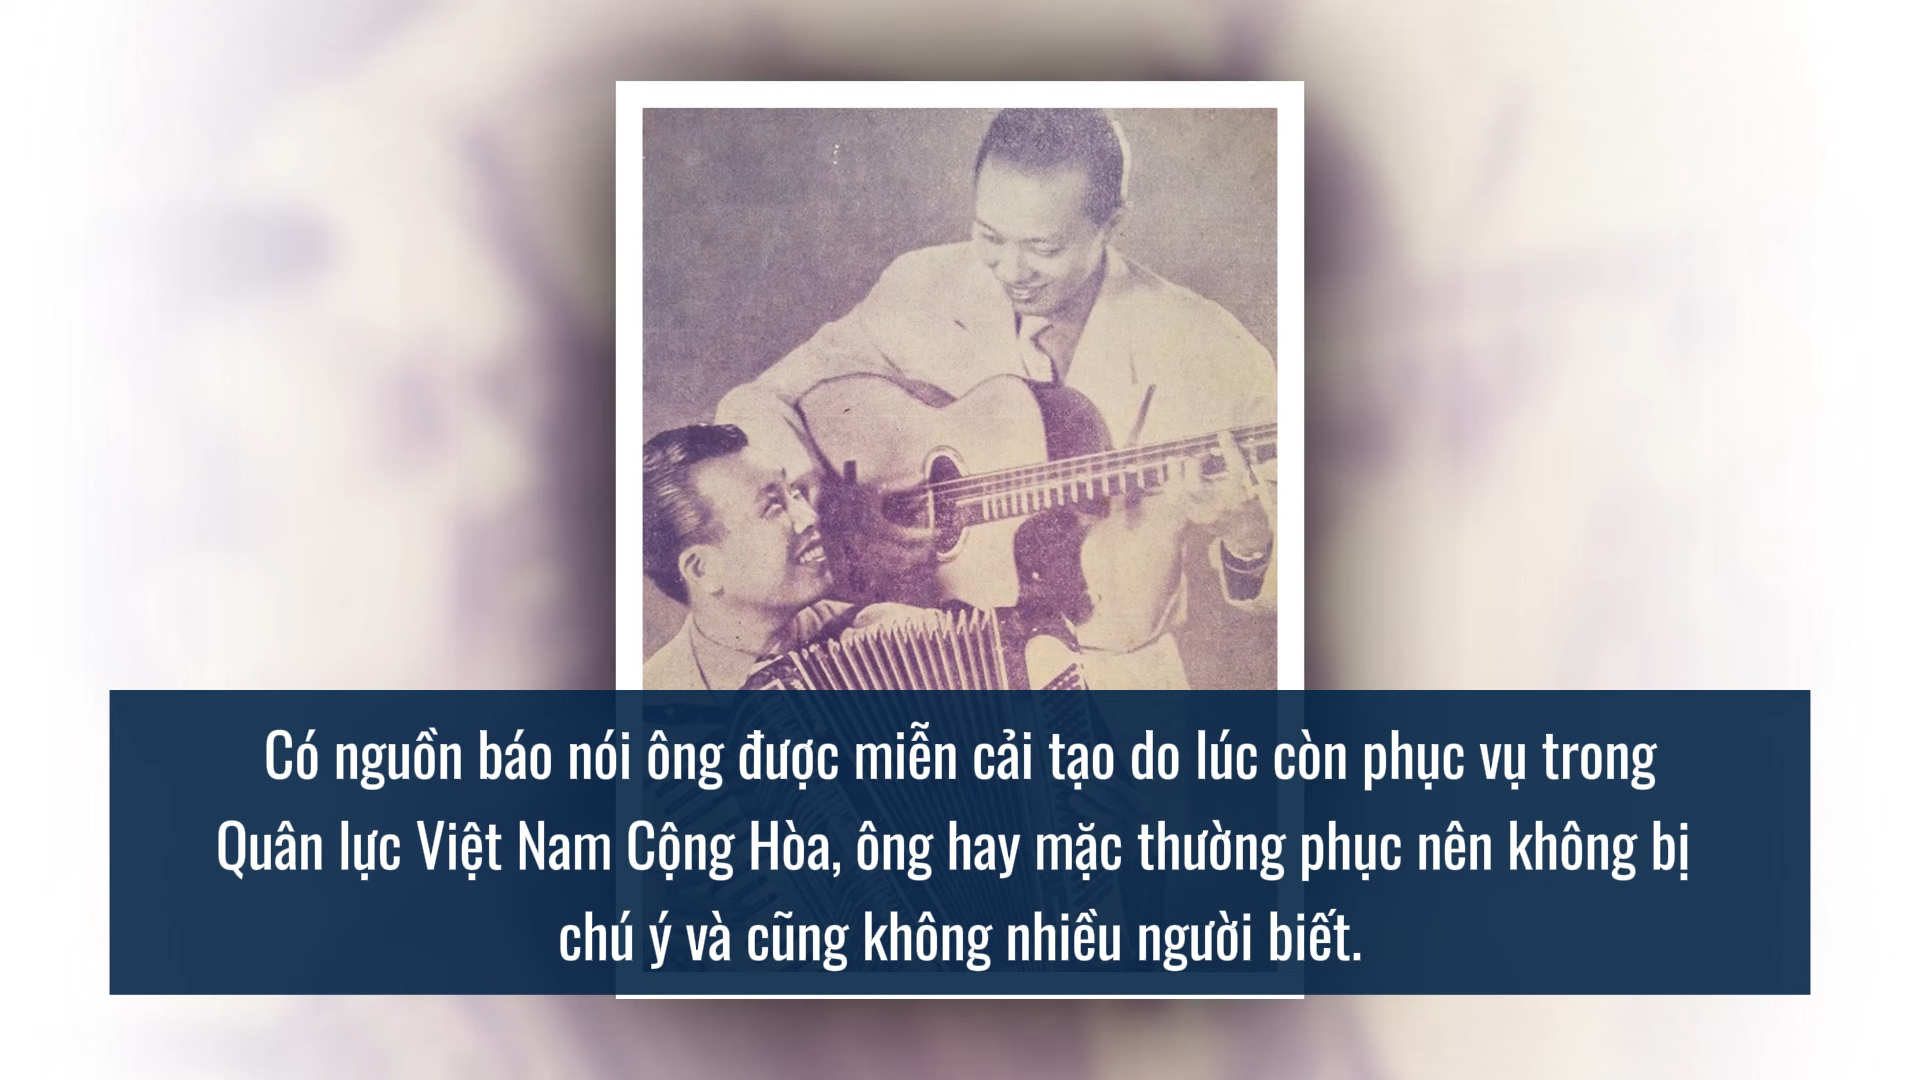 Có nguồn báo nói ông được miễn cải tạo do lúc còn phục vụ trong
Quân lực Việt Nam Cộng Hòa, ông hay mặc thường phục nên không bị
chú ý và cũng không nhiều người biết.